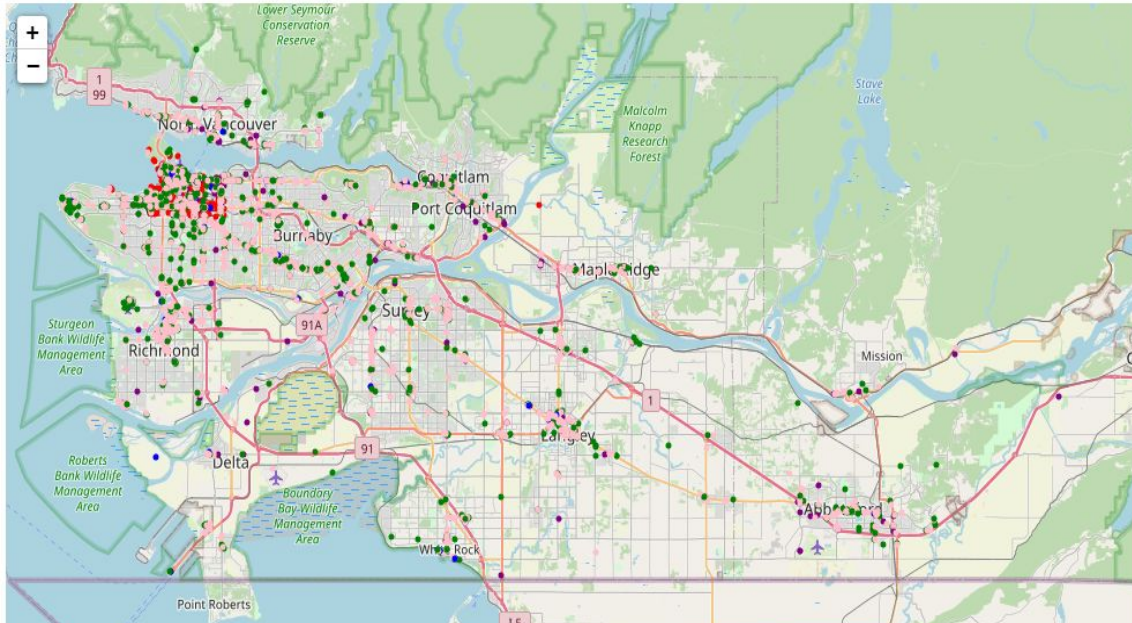 +
−
Lower Seymour
Conservation
Reserve
1
99
North Vancouver
Stave
Lake
Malcolm
Knapp
Research
Forest
Coquitlam
Port Coquitlam
Burnaby
Maple Ridge
Sturgeon
Bank Wildlife
Management
Area
91A
Surrey
Richmond
Mission
1
Langley
91
Roberts
Bank Wildlife
Management
Area
Delta
Boundary
Bay Wildlife
Management
Area
Abbotsford
White Rock
Point Roberts